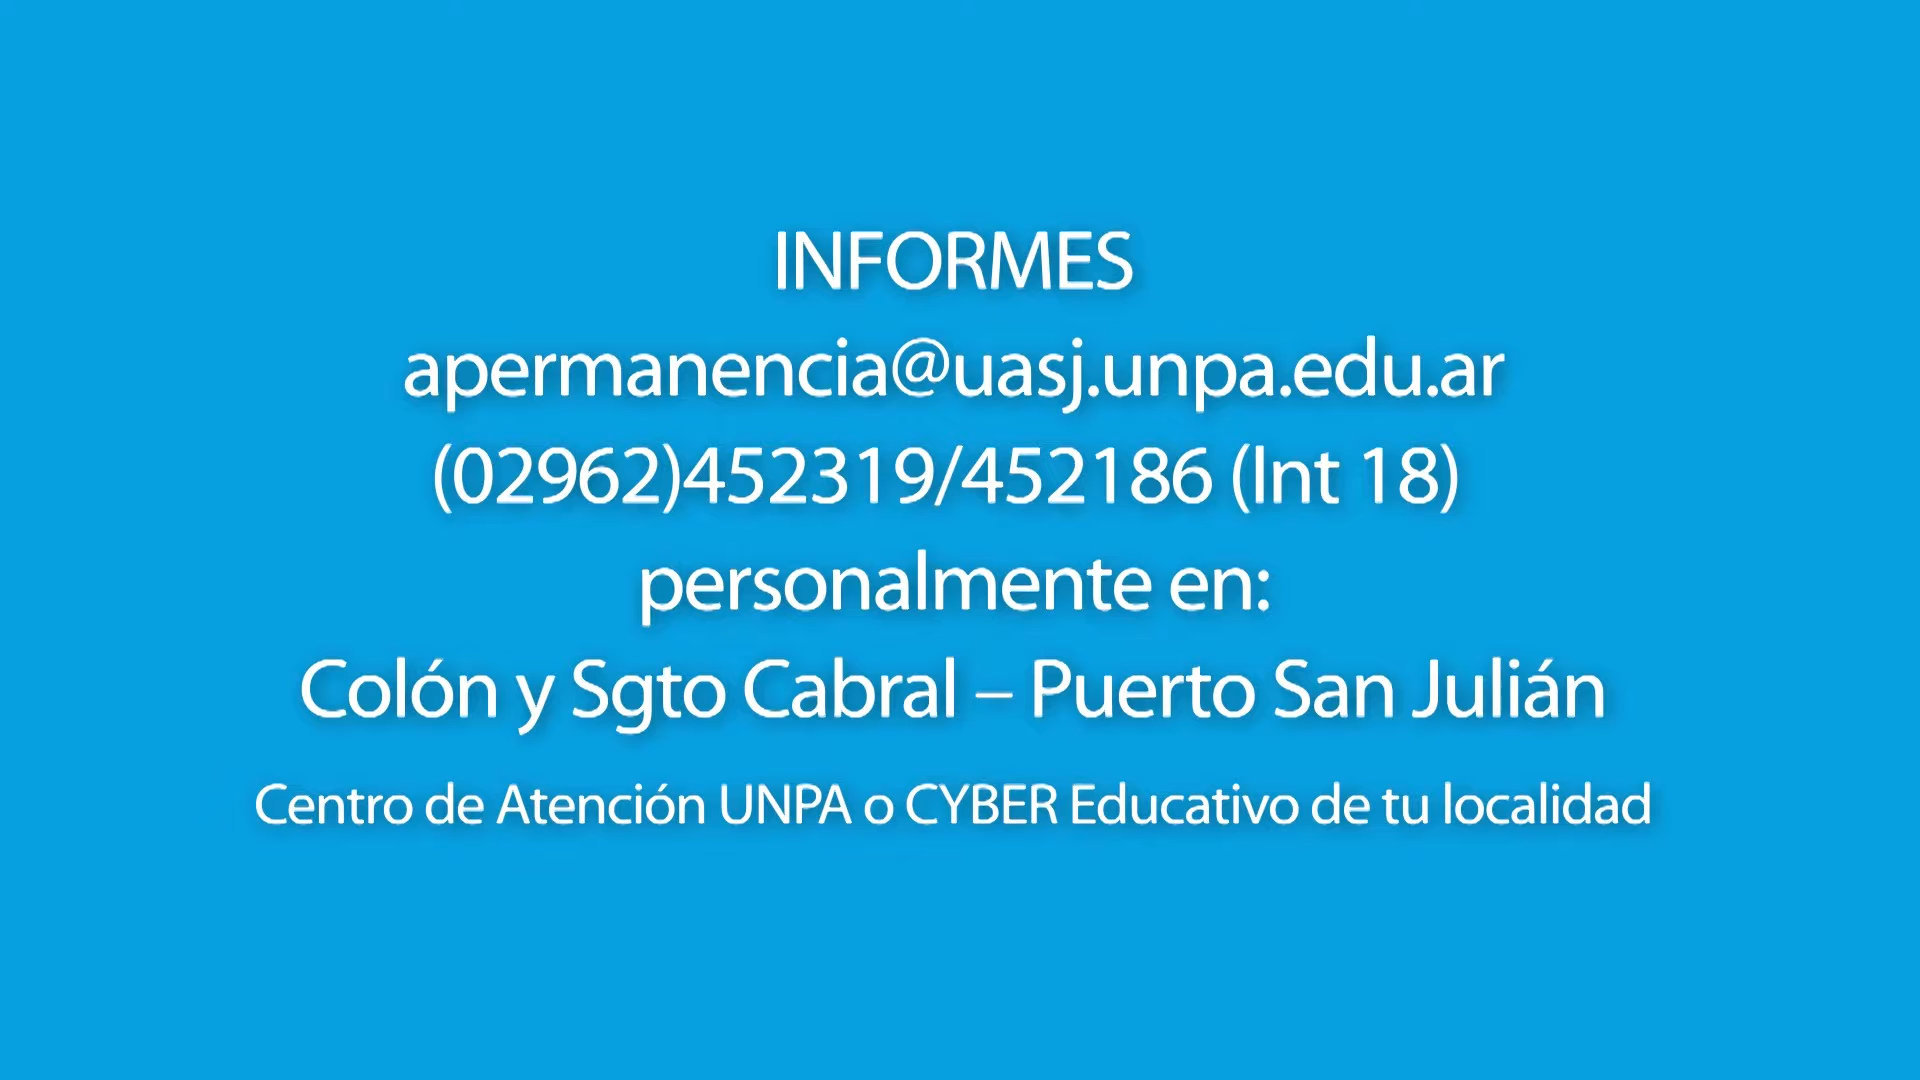 INFORMES
apermanencia@uasj.unpa.edu.ar
(02962)452319/452186 (Int 18)
personalmente en:
Colón y Sgto Cabral – Puerto San Julián
Centro de Atención UNPA o CYBER Educativo de tu localidad